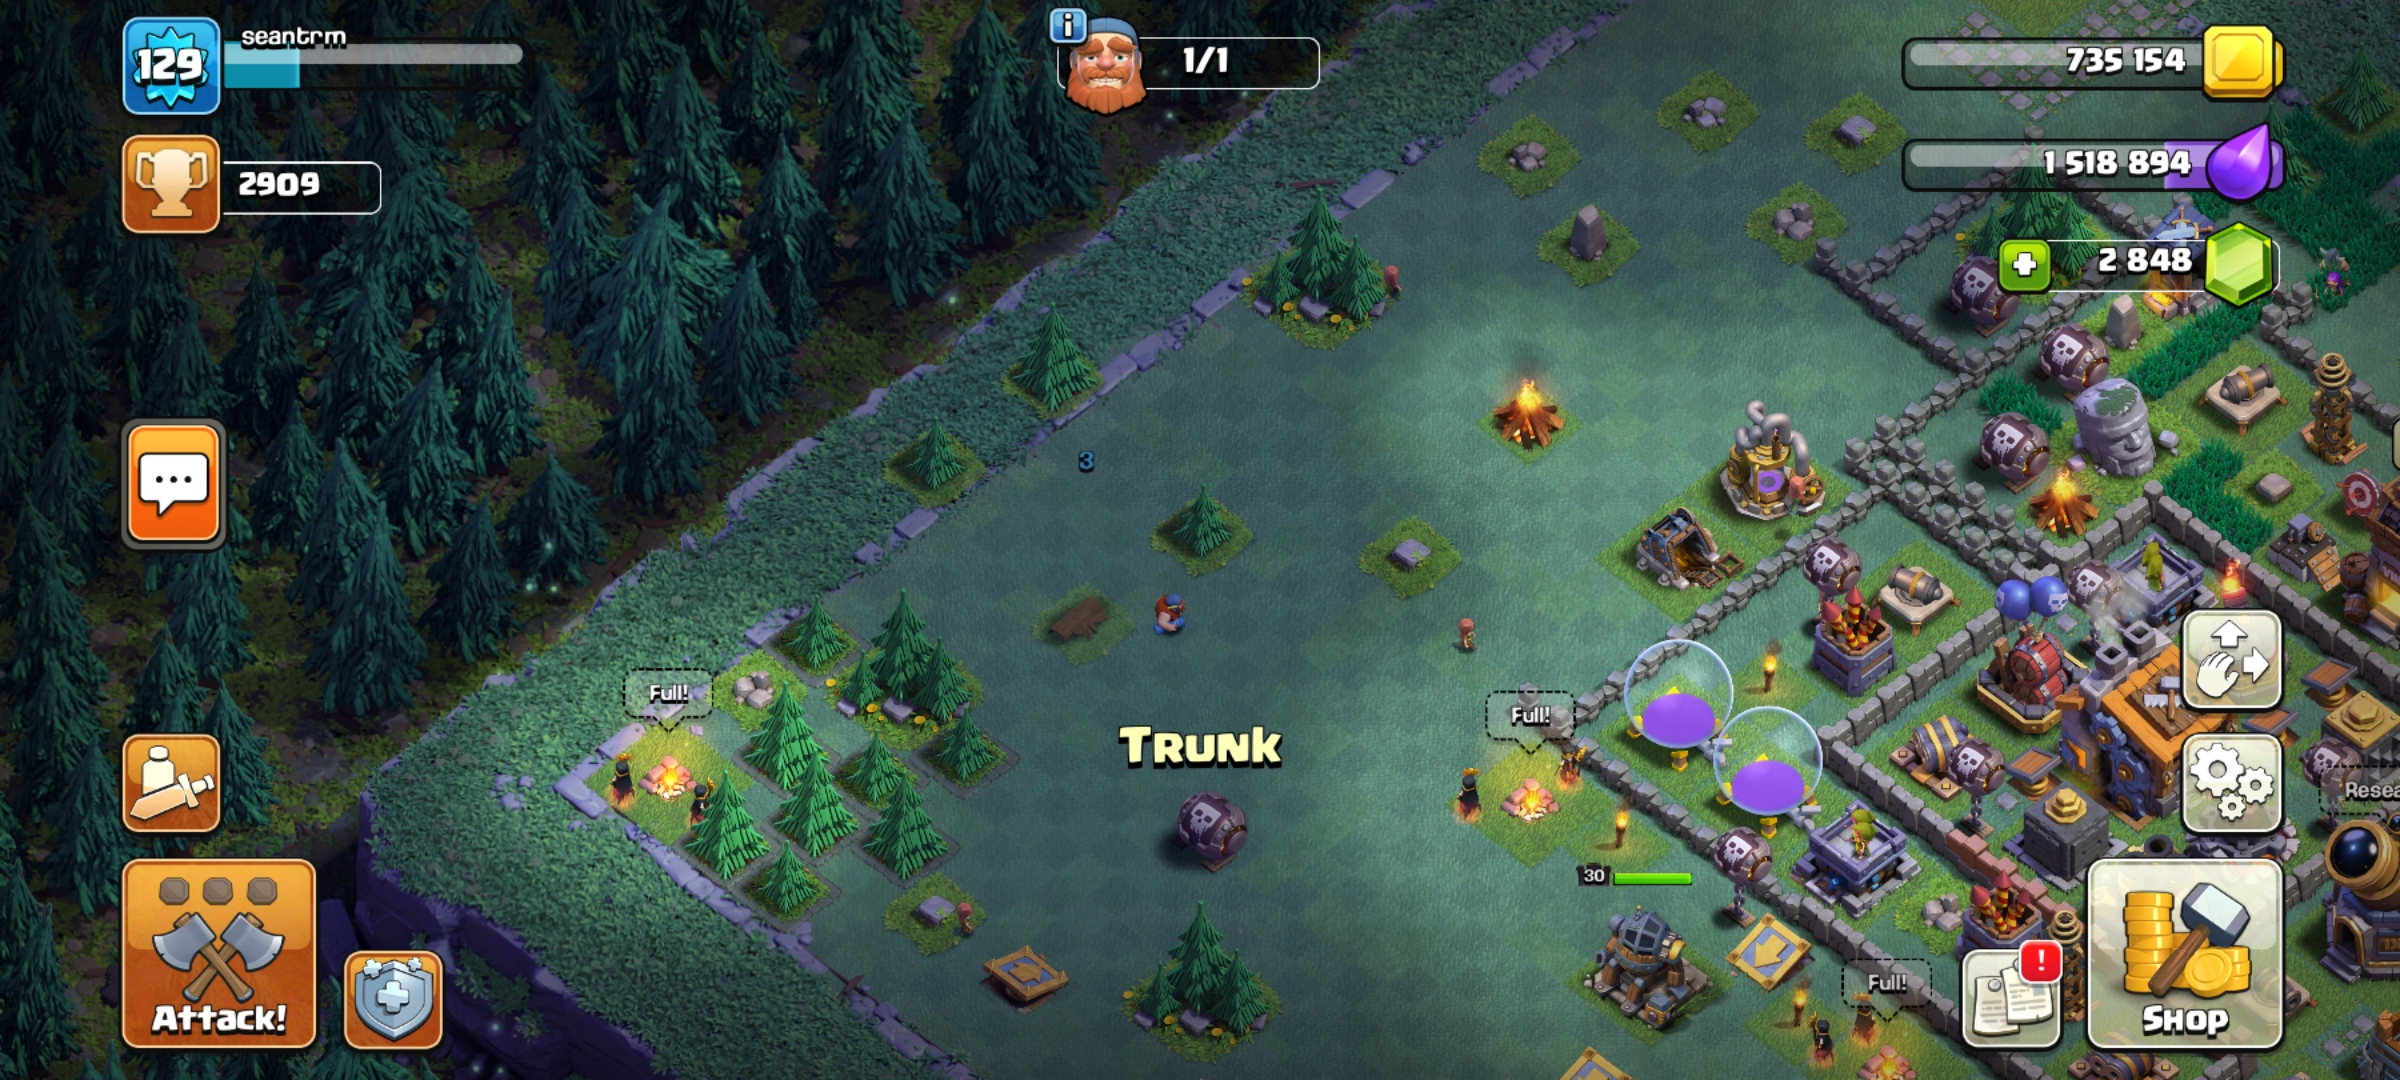 129
seantrm
i
1/1
735 154
2909
1 518 894
2 848
3
Full!
Full!
Trunk
Resea
30
Full!
!
Attack!
Shop